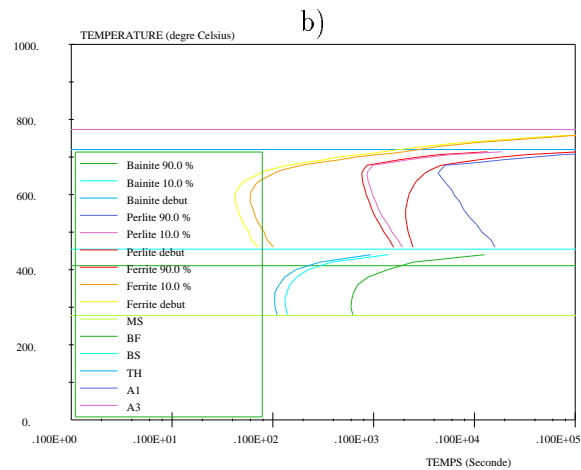 b)
TEMPERATURE (degre Celsius)
1000.
800.
600.
400.
200.
0.
Bainite 90.0 %
Bainite 10.0 %
Bainite debut
Perlite 90.0 %
Perlite 10.0 %
Perlite debut
Ferrite 90.0 %
Ferrite 10.0 %
Ferrite debut
MS
BF
BS
TH
A1
A3
.100E+00 .100E+01 .100E+02 .100E+03 .100E+04 .100E+05
TEMPS (Seconde)